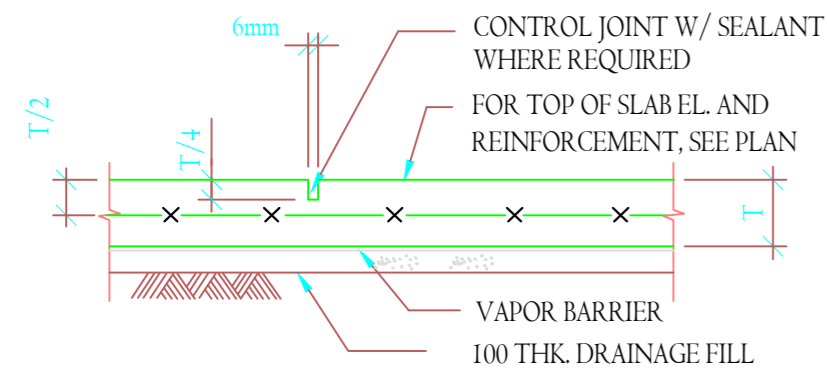 6mm
CONTROL JOINT W/ SEALANT
WHERE REQUIRED
T/2
T/4
FOR TOP OF SLAB EL. AND
REINFORCEMENT, SEE PLAN
T
VAPOR BARRIER
100 THK. DRAINAGE FILL